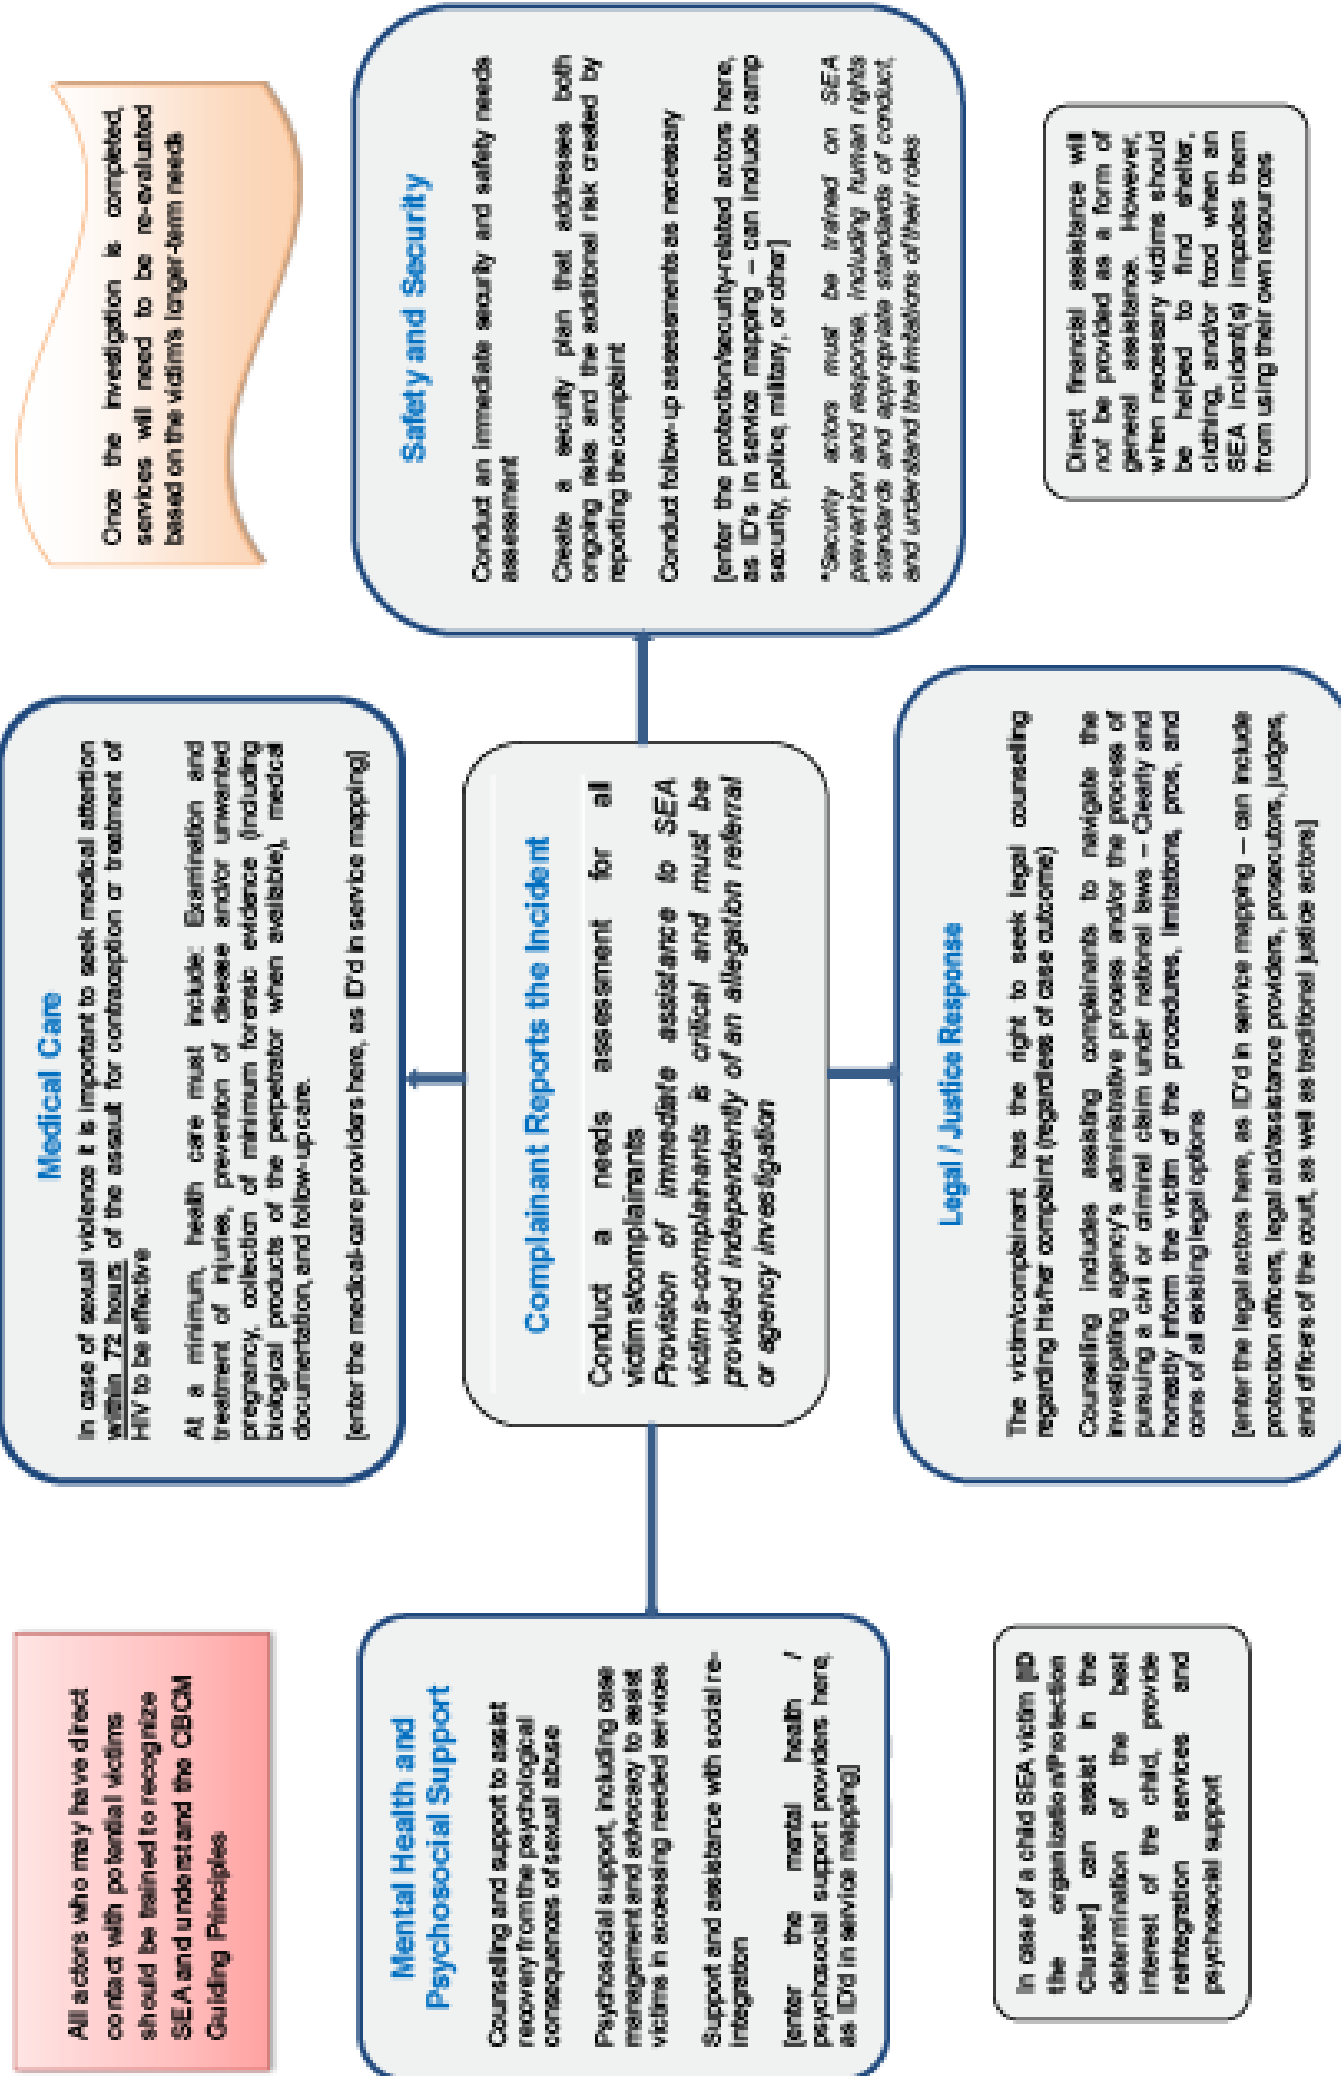 All actors who may have direct
contact with potential victims
should be trained to recognize
SEA and understand the CBCM
Guiding Principles
Medical Care
In case of sexual violence it is important to seek medical attention
within 72 hours of the assault for contraception or treatment of
HIV to be effective
At a minimum, health care must include: Examination and
treatment of injuries, prevention of disease and/or unwanted
pregnancy, collection of minimum forensic evidence (including
biological products of the perpetrator when available), medical
documentation, and follow-up care.
[enter the medical-care providers here, as ID'd in service mapping]
Once the investigation is completed,
services will need to be re-evaluated
based on the victim's longer-term needs
Mental Health and
Psychosocial Support
Counselling and support to assist
recovery from the psychological
consequences of sexual abuse
Psychosocial support, including case
management and advocacy to assist
victims in accessing needed services
Support and assistance with social re-
integration
[enter the mental health /
psychosocial support providers here,
as ID'd in service mapping]
Complainant Reports the Incident
Conduct a needs assessment for all
victims/complainants
Provision of immediate assistance to SEA
victims-complainants is critical and must be
provided independently of an allegation referral
or agency investigation
Safety and Security
Conduct an immediate security and safety needs
assessment
Create a security plan that addresses both
ongoing risks and the additional risk created by
reporting the complaint
Conduct follow-up assessments as necessary
[enter the protection/security-related actors here,
as ID's in service mapping – can include camp
security, police, military, or other]
*Security actors must be trained on SEA
prevention and response, including human rights
standards and appropriate standards of conduct,
and understand the limitations of their roles
In case of a child SEA victim [ID
the organization/Protection
Cluster] can assist in the
determination of the best
interest of the child, provide
reintegration services and
psychosocial support
Legal / Justice Response
The victim/complainant has the right to seek legal counselling
regarding his/her complaint (regardless of case outcome)
Counselling includes assisting complainants to navigate the
investigating agency's administrative process and/or the process of
pursuing a civil or criminal claim under national laws – Clearly and
honestly inform the victim of the procedures, limitations, pros, and
cons of all existing legal options
[enter the legal actors here, as ID'd in service mapping – can include
protection officers, legal aid/assistance providers, prosecutors, judges,
and officers of the court, as well as traditional justice actors]
Direct financial assistance will
not be provided as a form of
general assistance. However,
when necessary victims should
be helped to find shelter,
clothing, and/or food when an
SEA incident(s) impedes them
from using their own resources